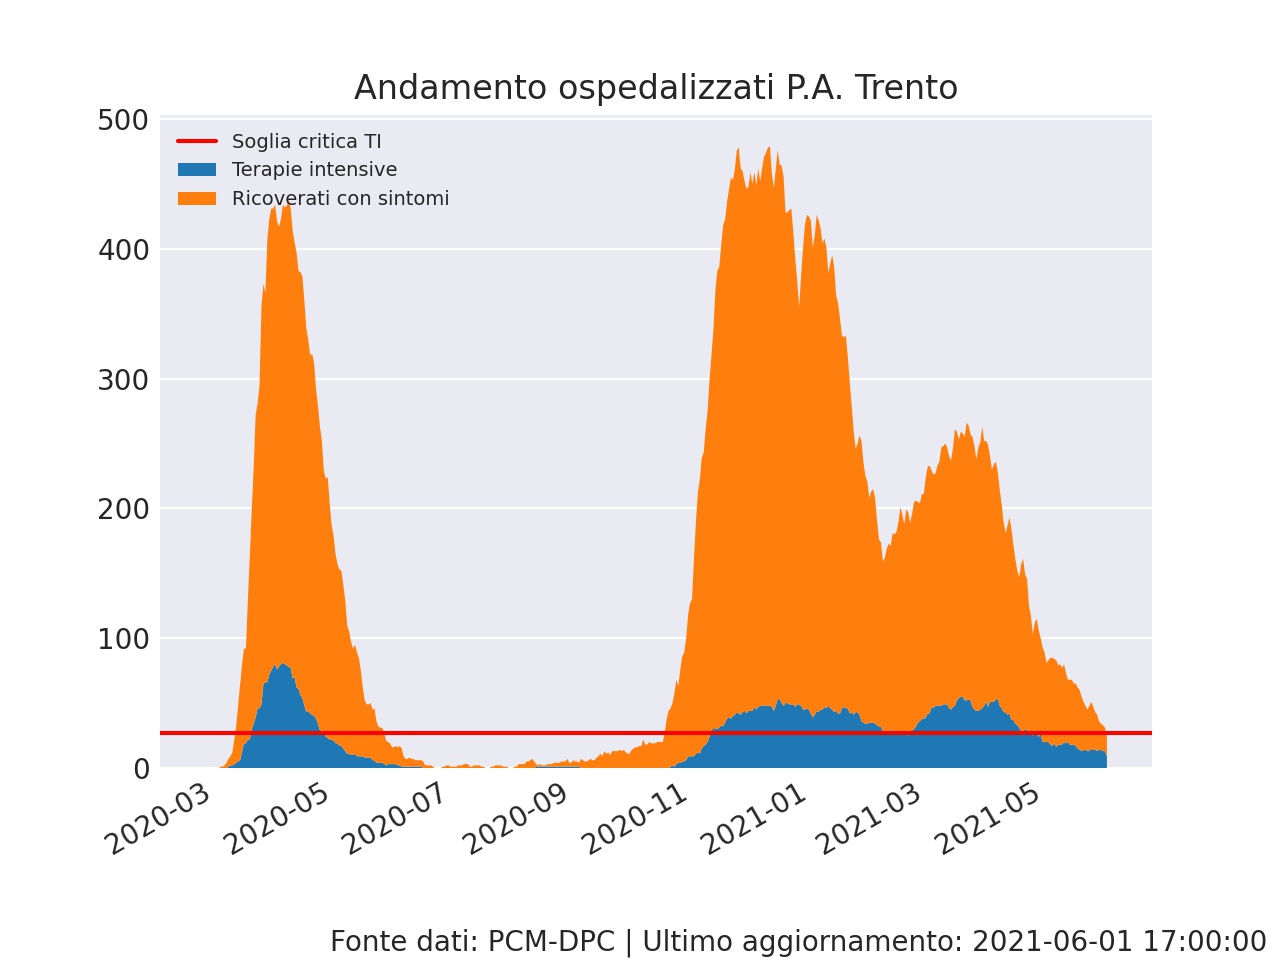 Andamento ospedalizzati P.A. Trento
500
400
300
200
100
0
Soglia critica TI
Terapie intensive
Ricoverati con sintomi
2020-03
2020-05
2020-07
2020-09
2020-11
2021-01
2021-03
2021-05
Fonte dati: PCM-DPC | Ultimo aggiornamento: 2021-06-01 17:00:00